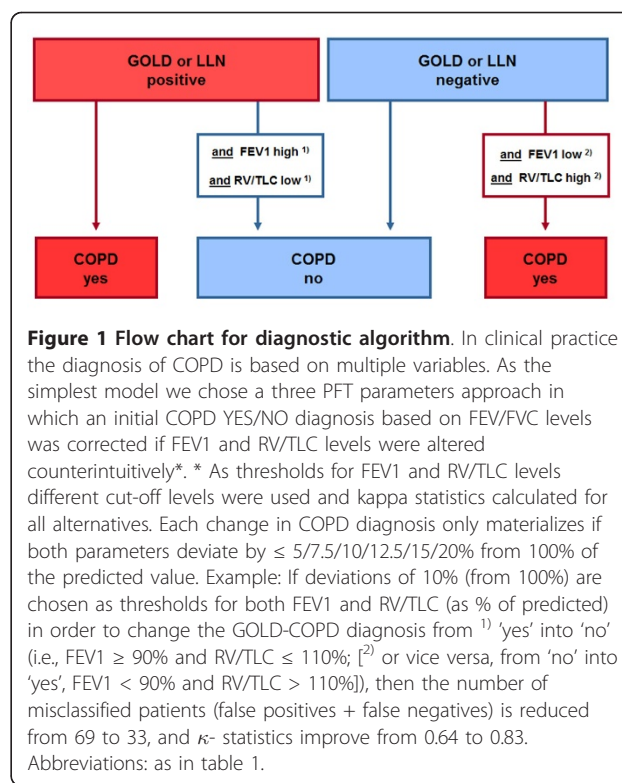 GOLD or LLN
positive
GOLD or LLN
negative
and FEV1 high 1)
and RV/TLC low 1)
and FEV1 low 2)
and RV/TLC high 2)
COPD
yes
COPD
no
COPD
yes
Figure 1 Flow chart for diagnostic algorithm. In clinical practice
the diagnosis of COPD is based on multiple variables. As the
simplest model we chose a three PFT parameters approach in
which an initial COPD YES/NO diagnosis based on FEV/FVC levels
was corrected if FEV1 and RV/TLC levels were altered
counterintuitively*. * As thresholds for FEV1 and RV/TLC levels
different cut-off levels were used and kappa statistics calculated for
all alternatives. Each change in COPD diagnosis only materializes if
both parameters deviate by ≤ 5/7.5/10/12.5/15/20% from 100% of
the predicted value. Example: If deviations of 10% (from 100%) are
chosen as thresholds for both FEV1 and RV/TLC (as % of predicted)
in order to change the GOLD-COPD diagnosis from 1) 'yes' into 'no'
(i.e., FEV1 ≥ 90% and RV/TLC ≤ 110%; [2) or vice versa, from 'no' into
'yes', FEV1 < 90% and RV/TLC > 110%]), then the number of
misclassified patients (false positives + false negatives) is reduced
from 69 to 33, and κ- statistics improve from 0.64 to 0.83.
Abbreviations: as in table 1.